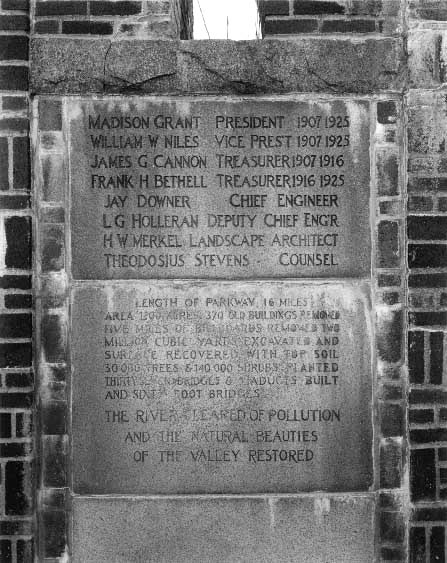 MADISON GRANT PRESIDENT 1907 1925
WILLIAM W NILES VICE PREST 1907 1925
JAMES G CANNON TREASURER 1907 1916
FRANK H BETHELL TREASURER 1916 1925
JAY DOWNER CHIEF ENGINEER
L G HOLLERAN DEPUTY CHIEF ENG'R
H W MERKEL LANDSCAPE ARCHITECT
THEODOSIUS STEVENS - COUNSEL
LENGTH OF PARKWAY, 16 MILES
AREA 1200 ACRES, 370 OLD BUILDINGS REMOVED
FIVE MILES OF BILLBOARDS REMOVED TWO
MILLION CUBIC YARDS EXCAVATED AND
SURFACE RECOVERED WITH TOP SOIL
30 000 TREES & 140 000 SHRUBS PLANTED
BRIDGES & VIADUCTS BUILT
AND FOOT BRIDGES
THE RIVER CLEARED OF POLLUTION
AND THE NATURAL BEAUTIES
OF THE VALLEY RESTORED